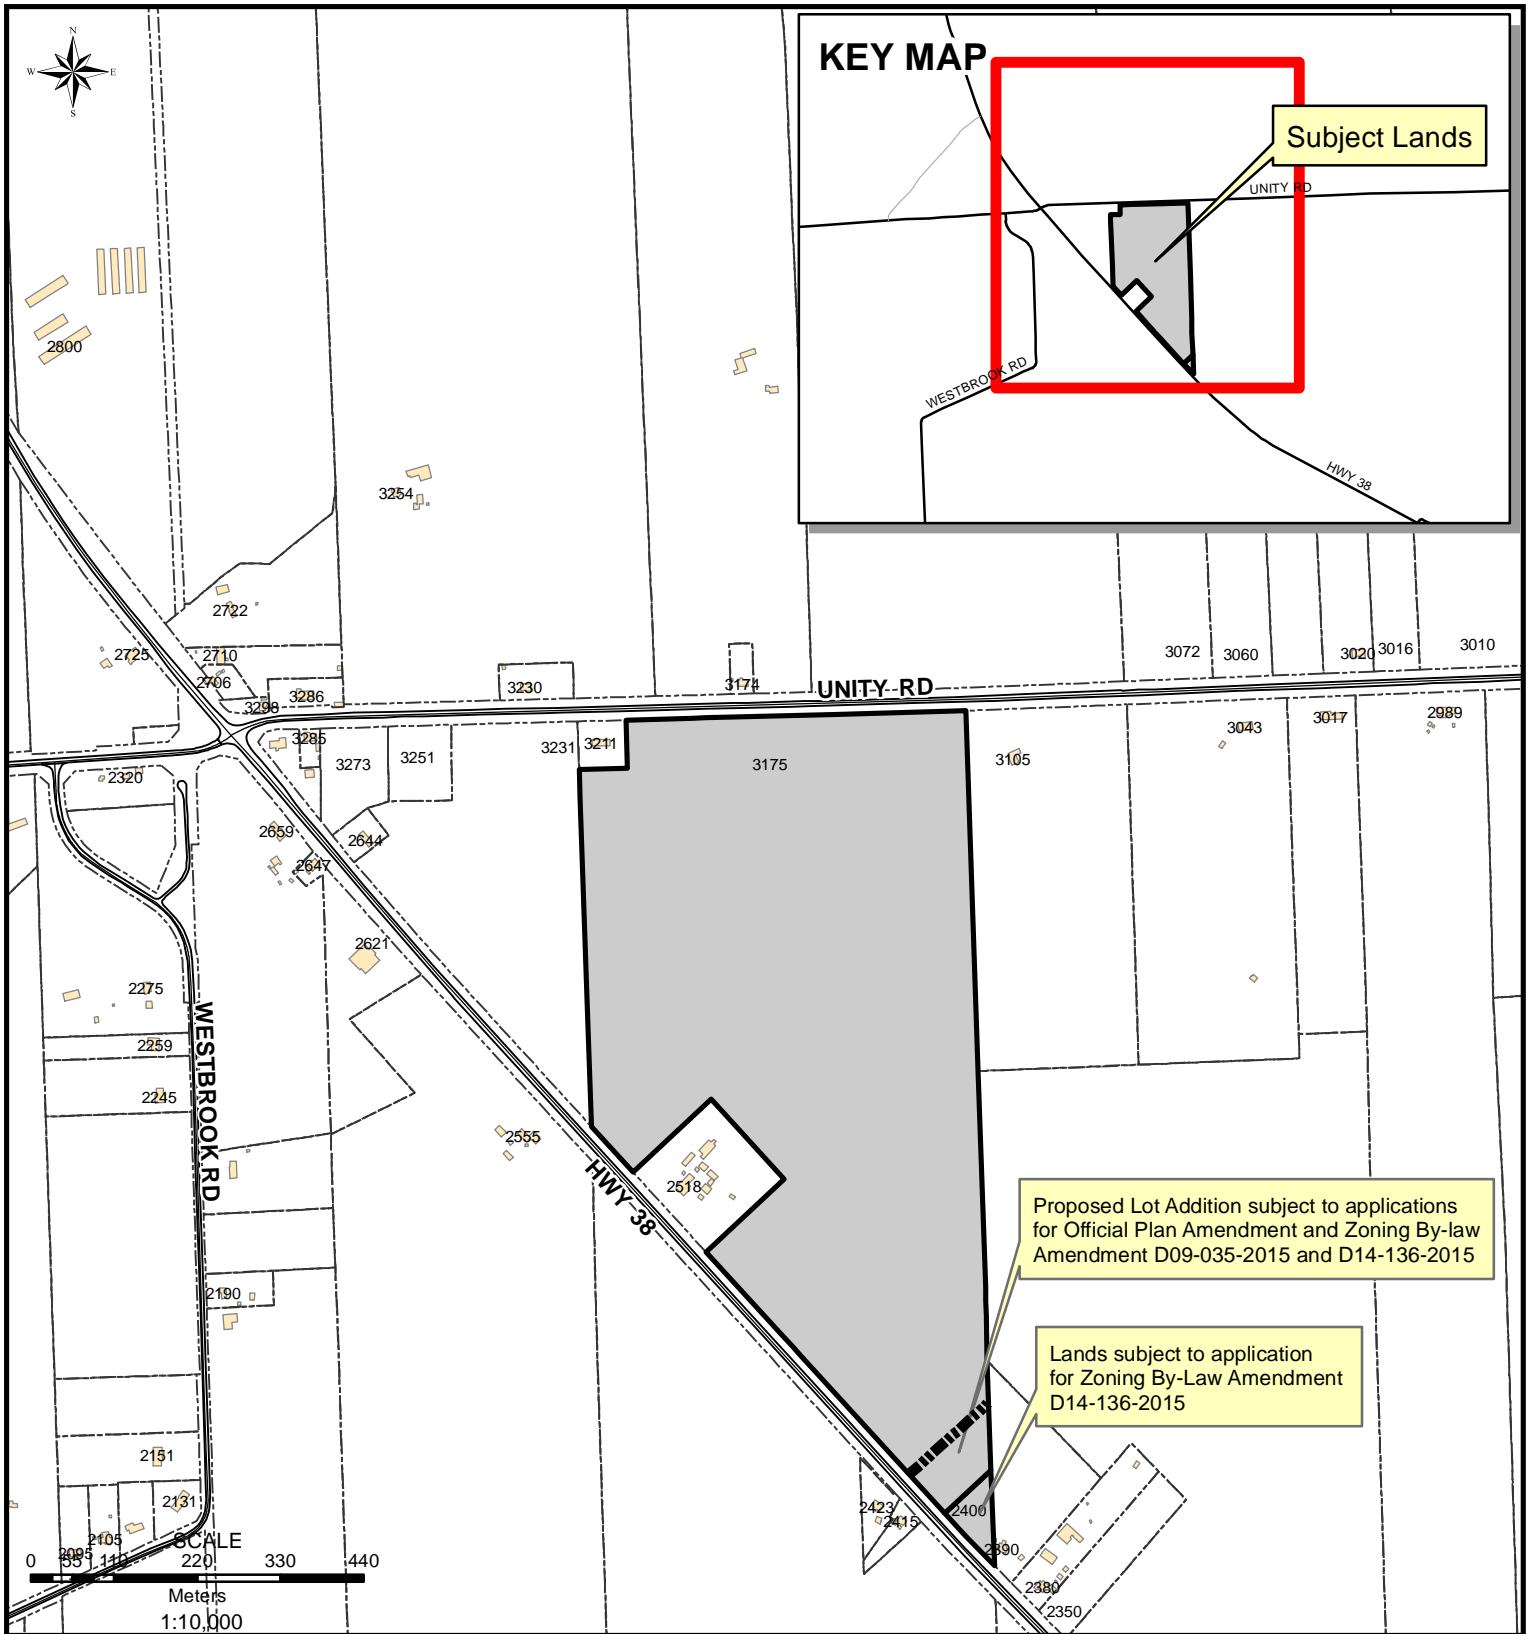 N
W
E
S
KEY MAP
Subject Lands
UNITY RD
WESTBROOK RD
HWY 38
2800
3254
2722
2725
2710
2706
3298
3286
3230
3174
UNITY RD
3072
3060
3020
3016
3010
3285
3273
3251
3231
3211
3175
3105
3043
3017
2989
2320
2659
2644
2647
2621
2275
2259
2245
WESTBROOK RD
2555
2518
HWY 38
Proposed Lot Addition subject to applications
for Official Plan Amendment and Zoning By-law
Amendment D09-035-2015 and D14-136-2015
2190
Lands subject to application
for Zoning By-Law Amendment
D14-136-2015
2151
2131
2105
2095
2423
2415
2400
2390
2380
2350
SCALE
0 55 110 220 330 440
Meters
1:10,000